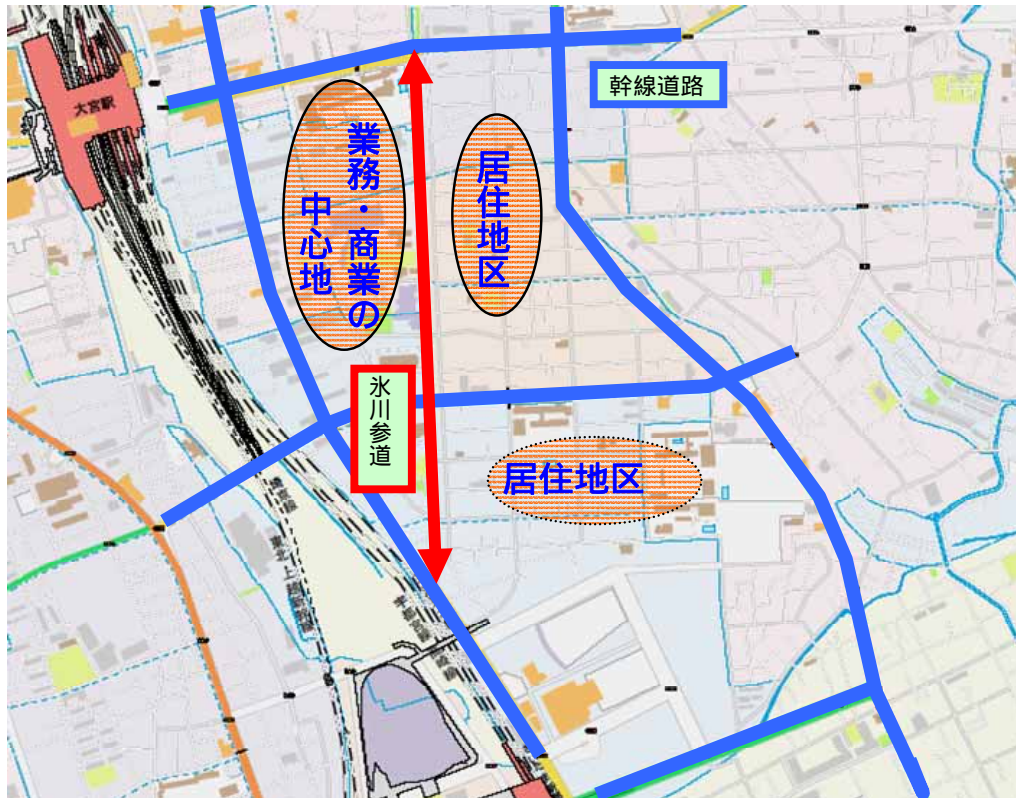 大宮駅
幹線道路
業務・商業の
中心地
居住地区
氷川参道
居住地区